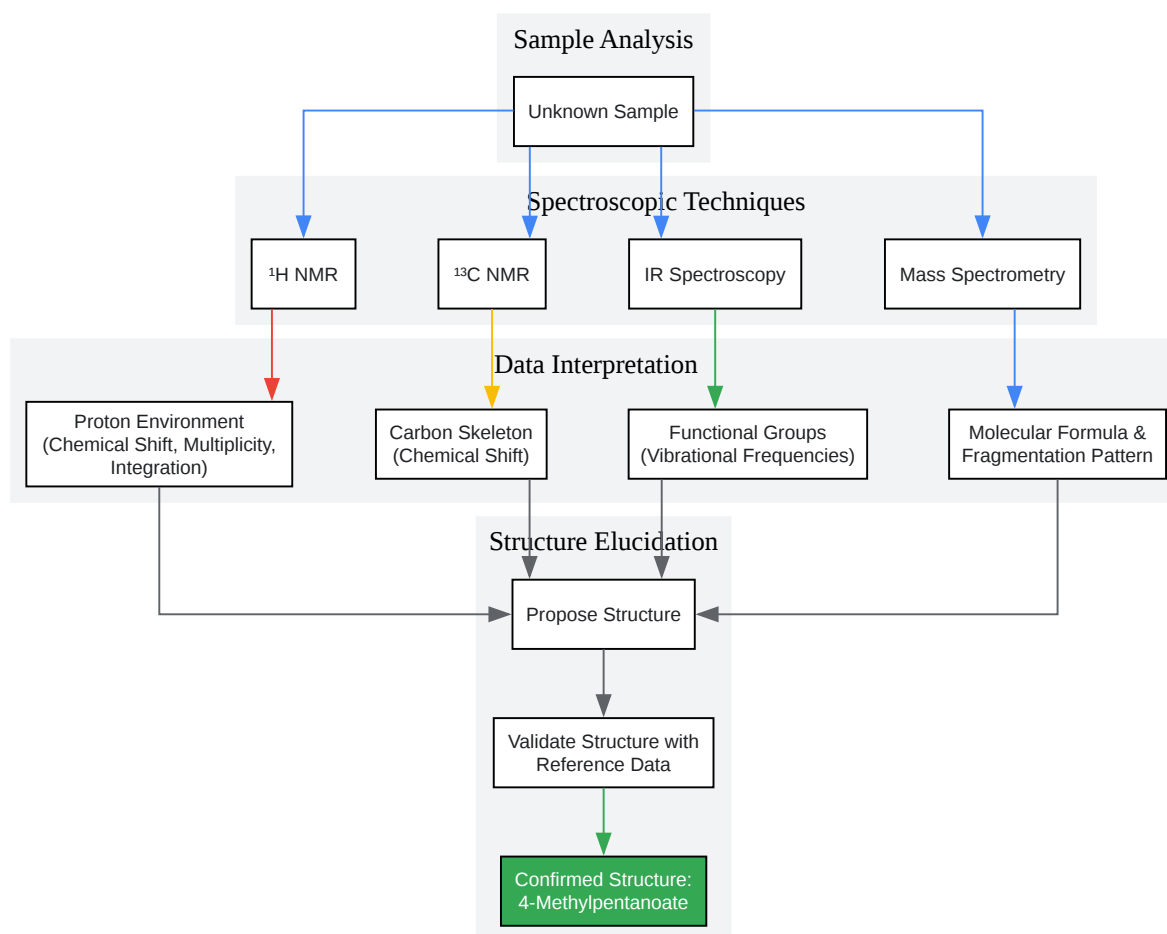 Sample Analysis
Unknown Sample
Spectroscopic Techniques
¹H NMR
¹³C NMR
IR Spectroscopy
Mass Spectrometry
Data Interpretation
Proton Environment
(Chemical Shift, Multiplicity,
Integration)
Carbon Skeleton
(Chemical Shift)
Functional Groups
(Vibrational Frequencies)
Molecular Formula &
Fragmentation Pattern
Structure Elucidation
Propose Structure
Validate Structure with
Reference Data
Confirmed Structure:
4-Methylpentanoate